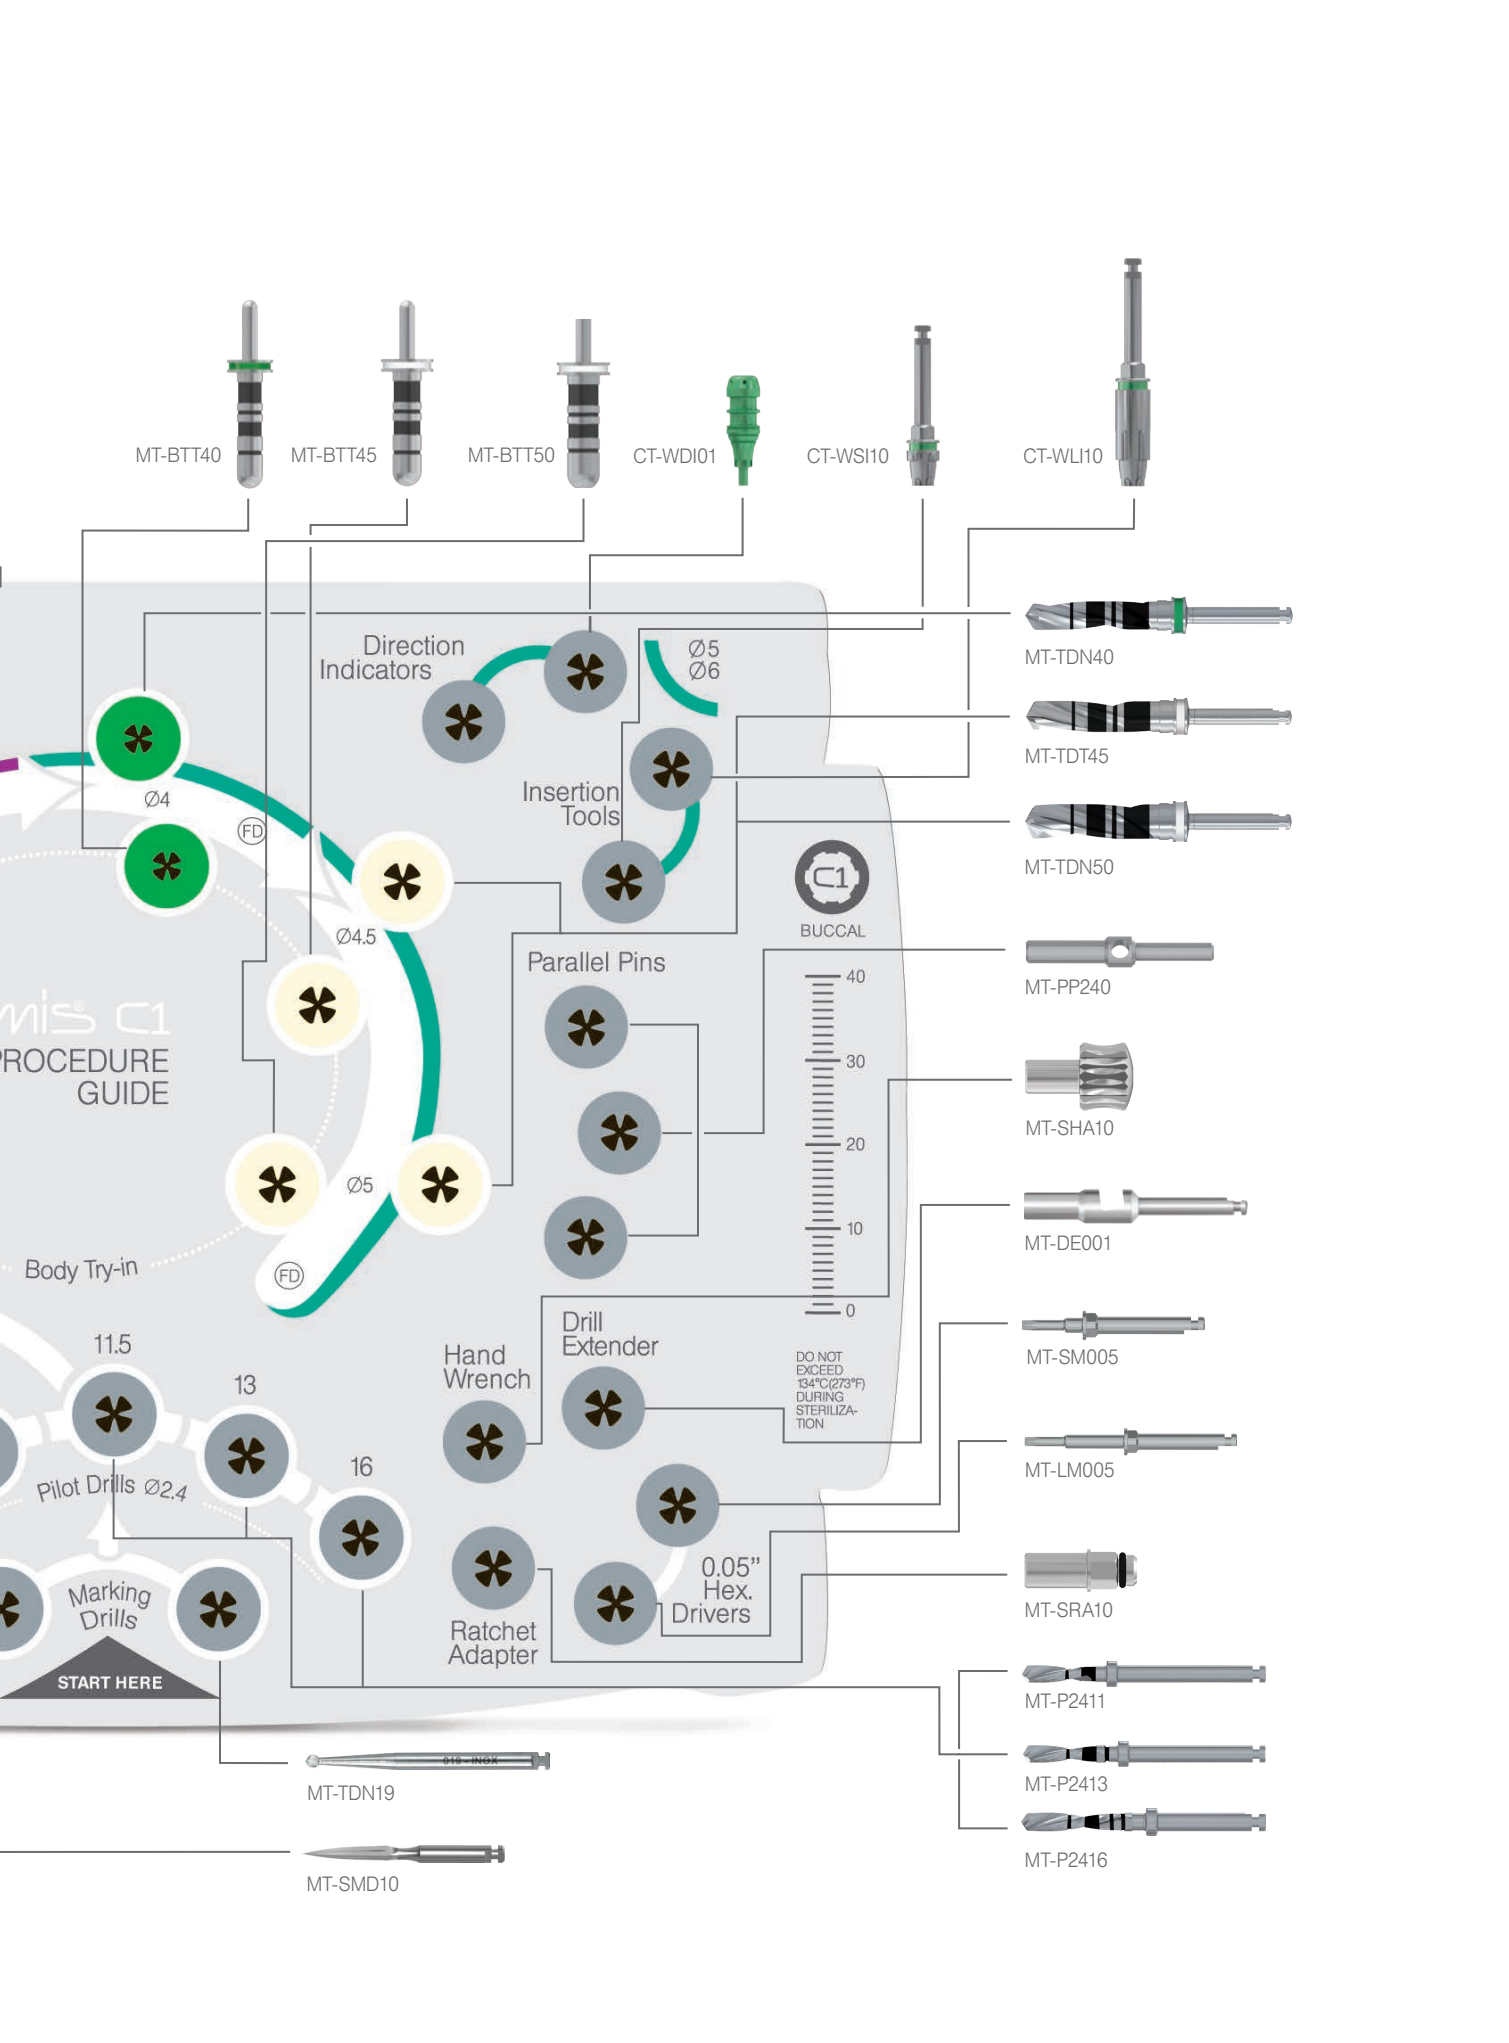 MT-BTT40
MT-BTT45
MT-BTT50
CT-WDI01
CT-WSI10
CT-WLI10
MT-TDN40
Direction
Indicators
Ø5
Ø6
MT-TDT45
Ø4
FD
Insertion
Tools
MT-TDN50
C1
BUCCAL
Ø4.5
Parallel Pins
40
MT-PP240
mis® C1
PROCEDURE
GUIDE
30
MT-SHA10
20
Ø5
10
MT-DE001
Body Try-in
FD
0
Drill
Extender
11.5
Hand
Wrench
DO NOT
EXCEED
134°C(273°F)
DURING
STERILIZA-
TION
MT-SM005
13
16
MT-LM005
Pilot Drills Ø2.4
0.05”
Hex.
Drivers
Marking
Drills
Ratchet
Adapter
MT-SRA10
START HERE
MT-P2411
019 - INOX
MT-TDN19
MT-P2413
MT-P2416
MT-SMD10